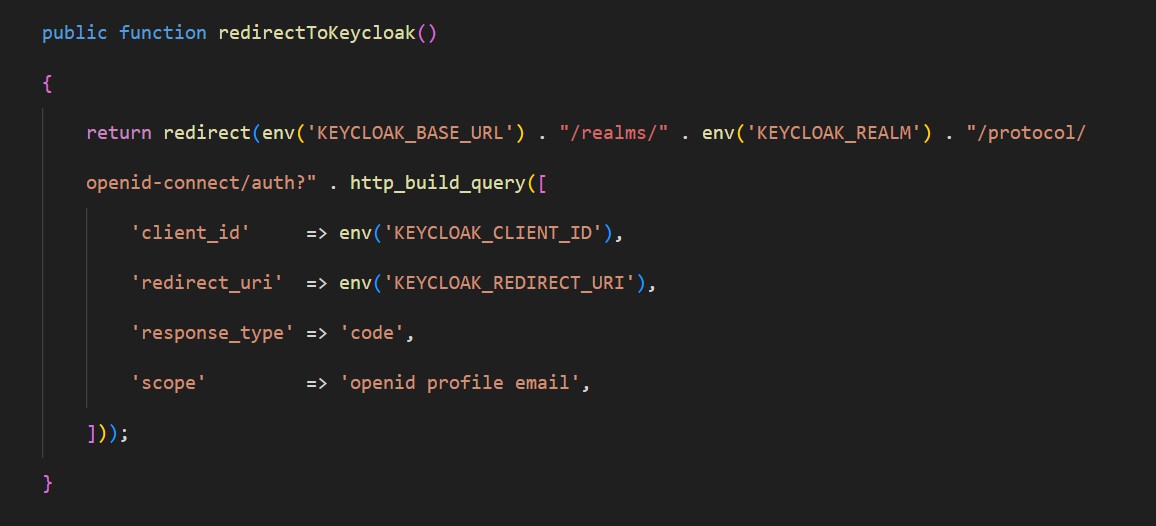 public function redirectToKeycloak()
{
return redirect(env('KEYCLOAK_BASE_URL') . "/realms/" . env('KEYCLOAK_REALM') . "/protocol/
openid-connect/auth?" . http_build_query([
'client_id'     => env('KEYCLOAK_CLIENT_ID'),
'redirect_uri'  => env('KEYCLOAK_REDIRECT_URI'),
'response_type' => 'code',
'scope'         => 'openid profile email',
]));
}